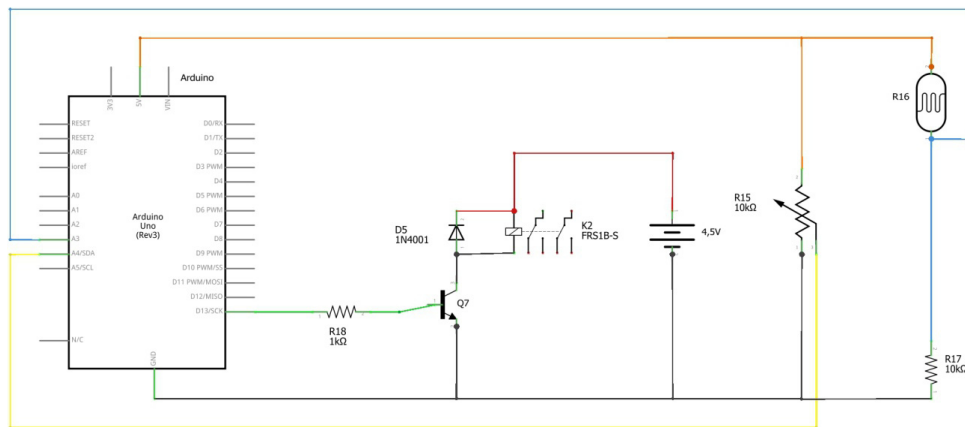 Arduino
3V3
5V
VIN
RESET
RESET2
AREF
ioref
A0
A1
A2
A3
A4/SDA
A5/SCL
N/C
D0/RX
D1/TX
D2
D3 PWM
D4
D5 PWM
D6 PWM
D7
D8
D9 PWM
D10 PWM/SS
D11 PWM/MOSI
D12/MISO
D13/SCK
GND
Arduino
Uno
(Rev3)
R18
1kΩ
D5
1N4001
Q7
K2
FRS1B-S
4,5V
R15
10kΩ
R16
R17
10kΩ